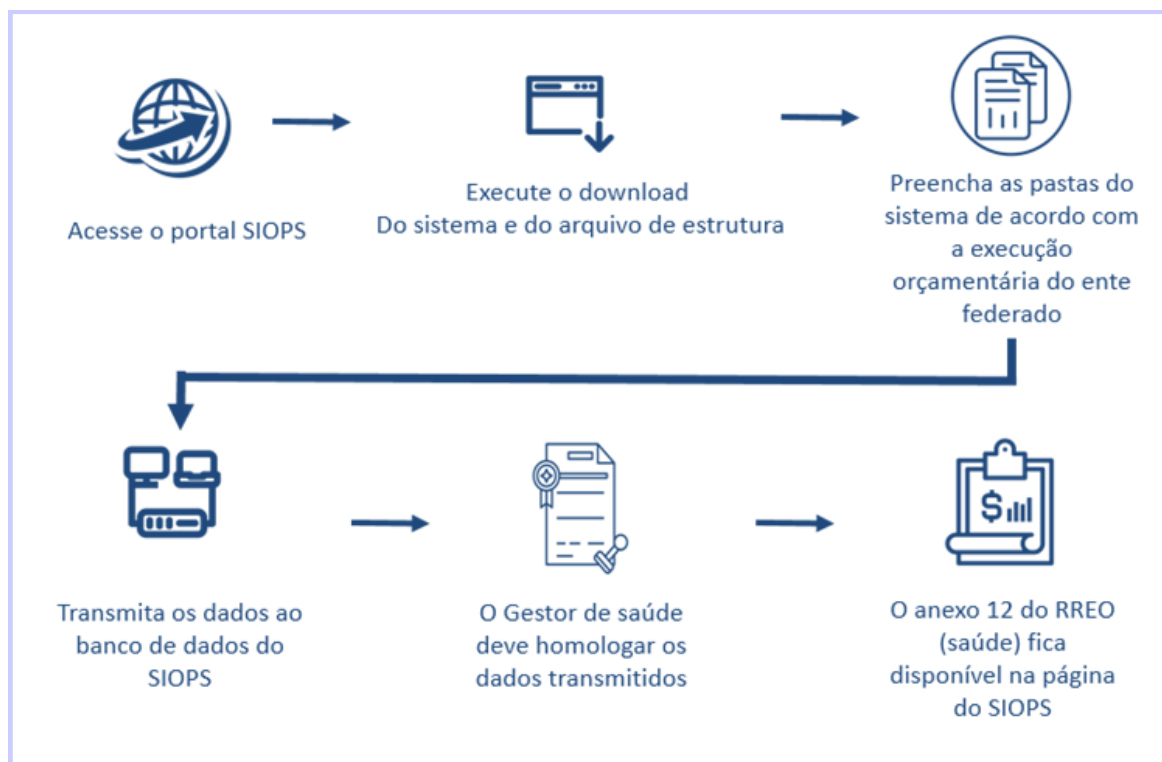 Acesse o portal SIOPS
Execute o download
Do sistema e do arquivo de estrutura
Preencha as pastas do
sistema de acordo com
a execução
orçamentária do ente
federado
Transmita os dados ao
banco de dados do
SIOPS
O Gestor de saúde
deve homologar os
dados transmitidos
O anexo 12 do RREO
(saúde) fica
disponível na página
do SIOPS